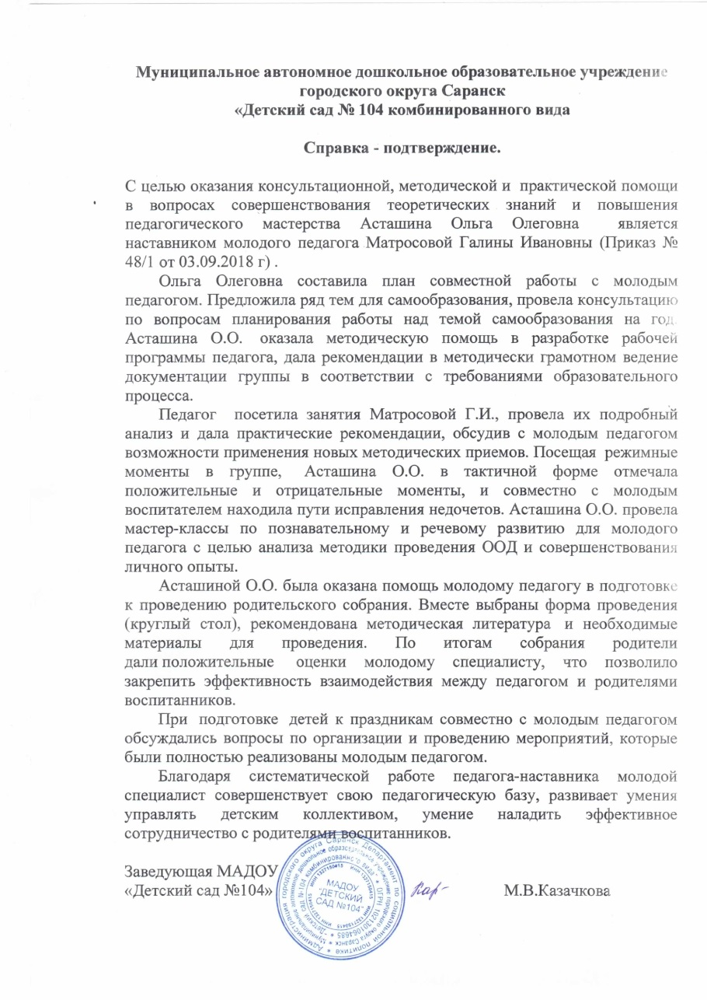 Муниципальное автономное дошкольное образовательное учреждение
городского округа Саранск
«Детский сад № 104 комбинированного вида
Справка - подтверждение.
С целью оказания консультационной, методической и практической помощи
в вопросах совершенствования теоретических знаний и повышения
педагогического мастерства Асташина Ольга Олеговна является
наставником молодого педагога Матросовой Галины Ивановны (Приказ №
48/1 от 03.09.2018 г) .
Ольга Олеговна составила план совместной работы с молодым
педагогом. Предложила ряд тем для самообразования, провела консультацию
по вопросам планирования работы над темой самообразования на год.
Асташина О.О. оказала методическую помощь в разработке рабочей
программы педагога, дала рекомендации в методически грамотном ведение
документации группы в соответствии с требованиями образовательного
процесса.
Педагог посетила занятия Матросовой Г.И., провела их подробный
анализ и дала практические рекомендации, обсудив с молодым педагогом
возможности применения новых методических приемов. Посещая режимные
моменты в группе, Асташина О.О. в тактичной форме отмечала
положительные и отрицательные моменты, и совместно с молодым
воспитателем находила пути исправления недочетов. Асташина О.О. провела
мастер-классы по познавательному и речевому развитию для молодого
педагога с целью анализа методики проведения ООД и совершенствования
личного опыты.
Асташиной О.О. была оказана помощь молодому педагогу в подготовке
к проведению родительского собрания. Вместе выбраны форма проведения
(круглый стол), рекомендована методическая литература и необходимые
материалы для проведения. По итогам собрания родители
дали положительные оценки молодому специалисту, что позволило
закрепить эффективность взаимодействия между педагогом и родителями
воспитанников.
При подготовке детей к праздникам совместно с молодым педагогом
обсуждались вопросы по организации и проведению мероприятий, которые
были полностью реализованы молодым педагогом.
Благодаря систематической работе педагога-наставника молодой
специалист совершенствует свою педагогическую базу, развивает умения
управлять детским коллективом, умение наладить эффективное
сотрудничество с родителями воспитанников.
Заведующая МАДОУ
«Детский сад №104» М.В.Казачкова
МАДОУ
"ДЕТСКИЙ
САД №104"